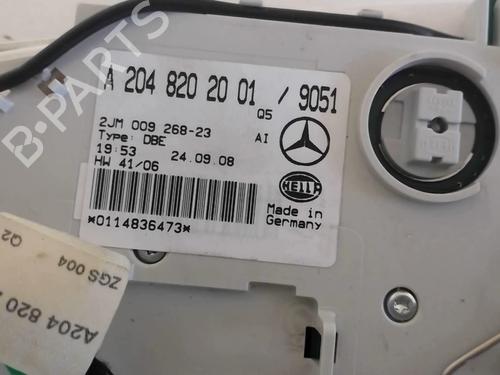 A 204 820 20 01 / 9051
Q5
2JM 009 268-23 AI
Type: DBE
19:53 24.09.08
HW 41/06
HELLA
Made in
Germany
*0114836473*
A204 820
ZGS 004
Q2
B-PARTS